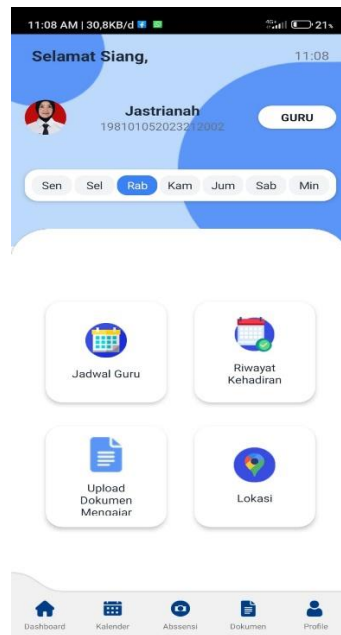 11:08 AM | 30,8KB/d 21%
Selamat Siang, 11:08
Jastrianah
198101052023212002
GURU
Sen Sel Rab Kam Jum Sab Min
Jadwal Guru
Riwayat
Kehadiran
Upload
Dokumen
Mengajar
Lokasi
Dashboard Kalender Abssensi Dokumen Profile